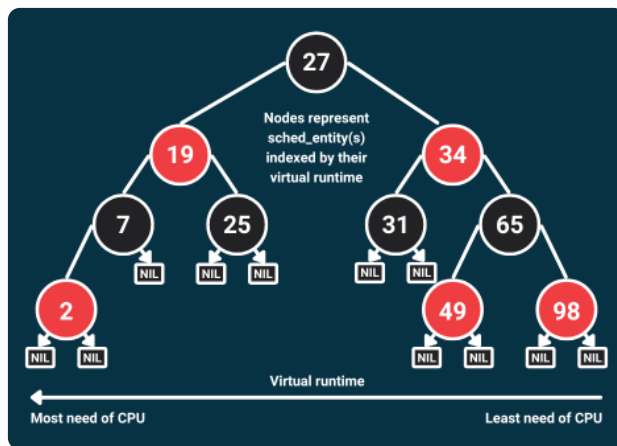 27
Nodes represent
sched_entity(s)
indexed by their
virtual runtime
19
34
7
25
31
65
NIL
NIL
NIL
NIL
NIL
2
49
98
NIL
NIL
NIL
NIL
NIL
NIL
Virtual runtime
Most need of CPU
Least need of CPU